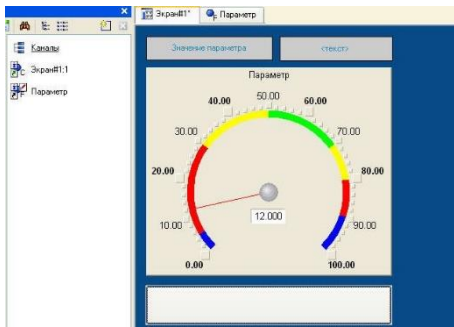 Экран#1*
Параметр
Каналы
Экран#1:1
Параметр
Значение параметра
<текст>
Параметр
50.00
40.00
60.00
30.00
70.00
20.00
80.00
12.000
10.00
90.00
0.00
100.00